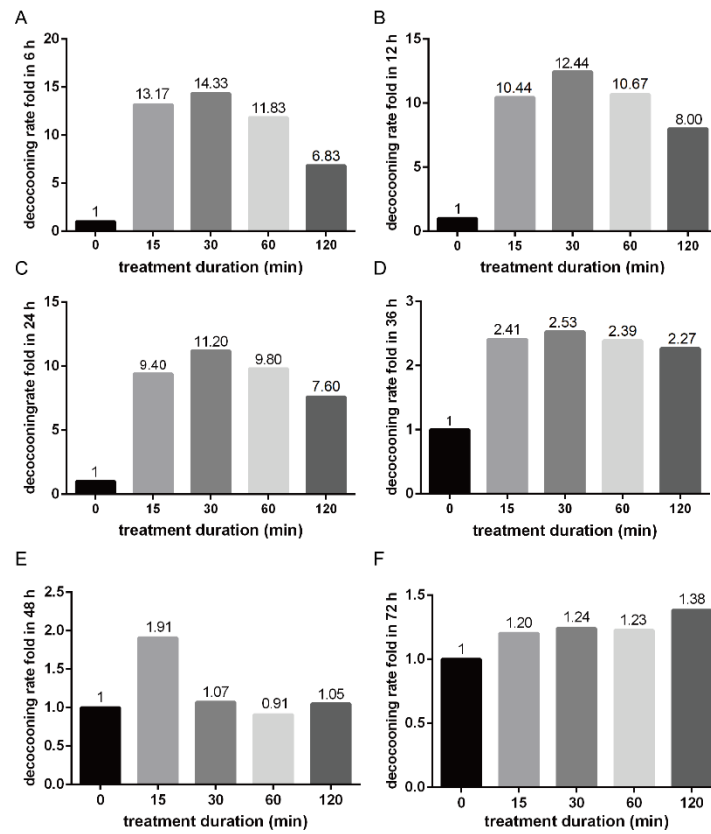 A
decocooning rate fold in 6 h
20
15
10
5
0
1
13.17
14.33
11.83
6.83
0 15 30 60 120
treatment duration (min)
B
decocooning rate fold in 12 h
15
10
5
0
1
10.44
12.44
10.67
8.00
0 15 30 60 120
treatment duration (min)
C
decocooningrate fold in 24 h
15
10
5
0
1
9.40
11.20
9.80
7.60
0 15 30 60 120
treatment duration (min)
D
decocooning rate fold in 36 h
3
2
1
0
1
2.41
2.53
2.39
2.27
0 15 30 60 120
treatment duration (min)
E
decocooning rate fold in 48 h
2.5
2.0
1.5
1.0
0.5
0.0
1
1.91
1.07
0.91
1.05
0 15 30 60 120
treatment duration (min)
F
decocooning rate fold in 72 h
1.5
1.0
0.5
0.0
1
1.20
1.24
1.23
1.38
0 15 30 60 120
treatment duration (min)